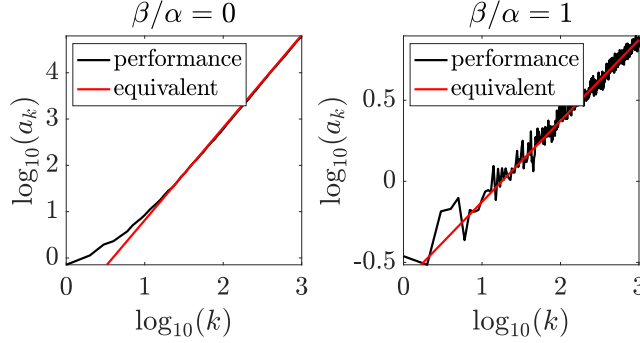 β/α = 0
performance
equivalent
log₁₀(aₖ)
4
3
2
1
0
0
1
2
3
log₁₀(k)
β/α = 1
performance
equivalent
log₁₀(aₖ)
0.5
0
-0.5
0
1
2
3
log₁₀(k)